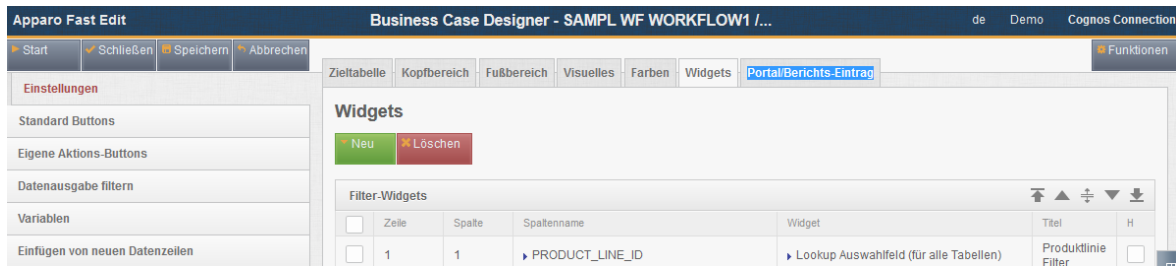 Apparo Fast Edit
Business Case Designer - SAMPL WF WORKFLOW1 /...
de Demo Cognos Connection
Start Schließen Speichern Abbrechen
Funktionen
Zieltabelle Kopfbereich Fußbereich Visuelles Farben Widgets Portal/Berichts-Eintrag
Einstellungen
Standard Buttons
Eigene Aktions-Buttons
Datenausgabe filtern
Variablen
Einfügen von neuen Datenzeilen
Widgets
Neu Löschen
Filter-Widgets
Zeile Spalte Spaltenname Widget Titel H
1 1 PRODUCT_LINE_ID Lookup Auswahlfeld (für alle Tabellen) Produktlinie
Filter